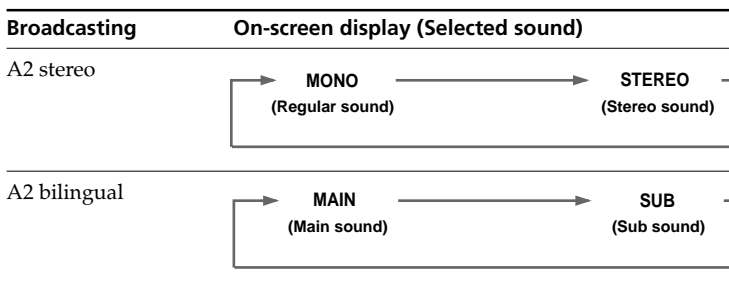 Broadcasting On-screen display (Selected sound)
A2 stereo MONO STEREO
(Regular sound) (Stereo sound)
A2 bilingual MAIN SUB
(Main sound) (Sub sound)